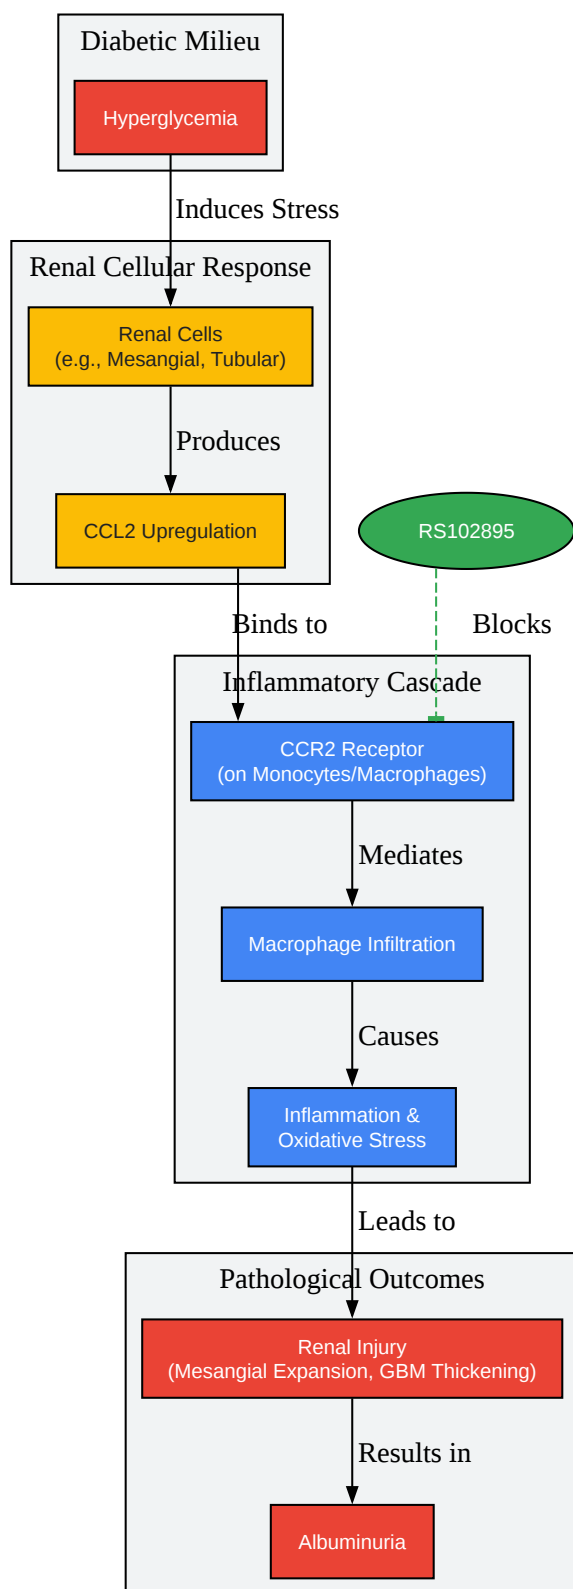 Diabetic Milieu
Hyperglycemia
Induces Stress
Renal Cellular Response
Renal Cells
(e.g., Mesangial, Tubular)
Produces
CCL2 Upregulation
RS102895
Binds to
Blocks
Inflammatory Cascade
CCR2 Receptor
(on Monocytes/Macrophages)
Mediates
Macrophage Infiltration
Causes
Inflammation &
Oxidative Stress
Leads to
Pathological Outcomes
Renal Injury
(Mesangial Expansion, GBM Thickening)
Results in
Albuminuria